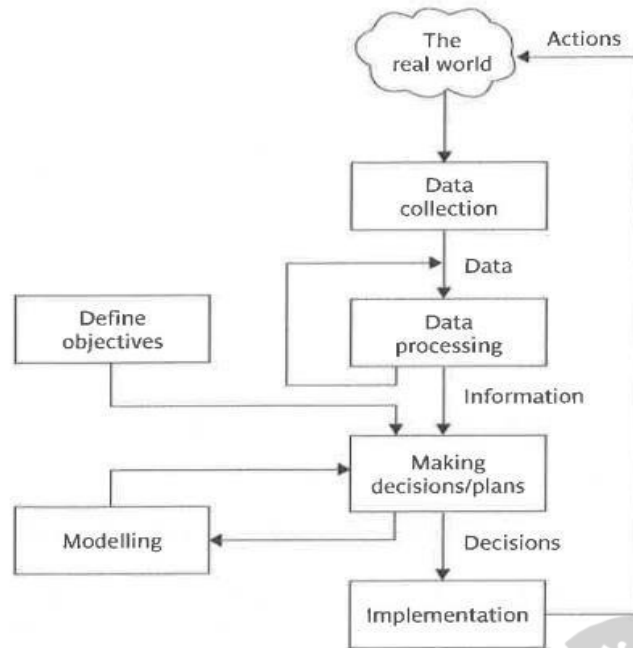 The
real world
Actions
Data
collection
Data
Define
objectives
Data
processing
Information
Making
decisions/plans
Modelling
Decisions
Implementation